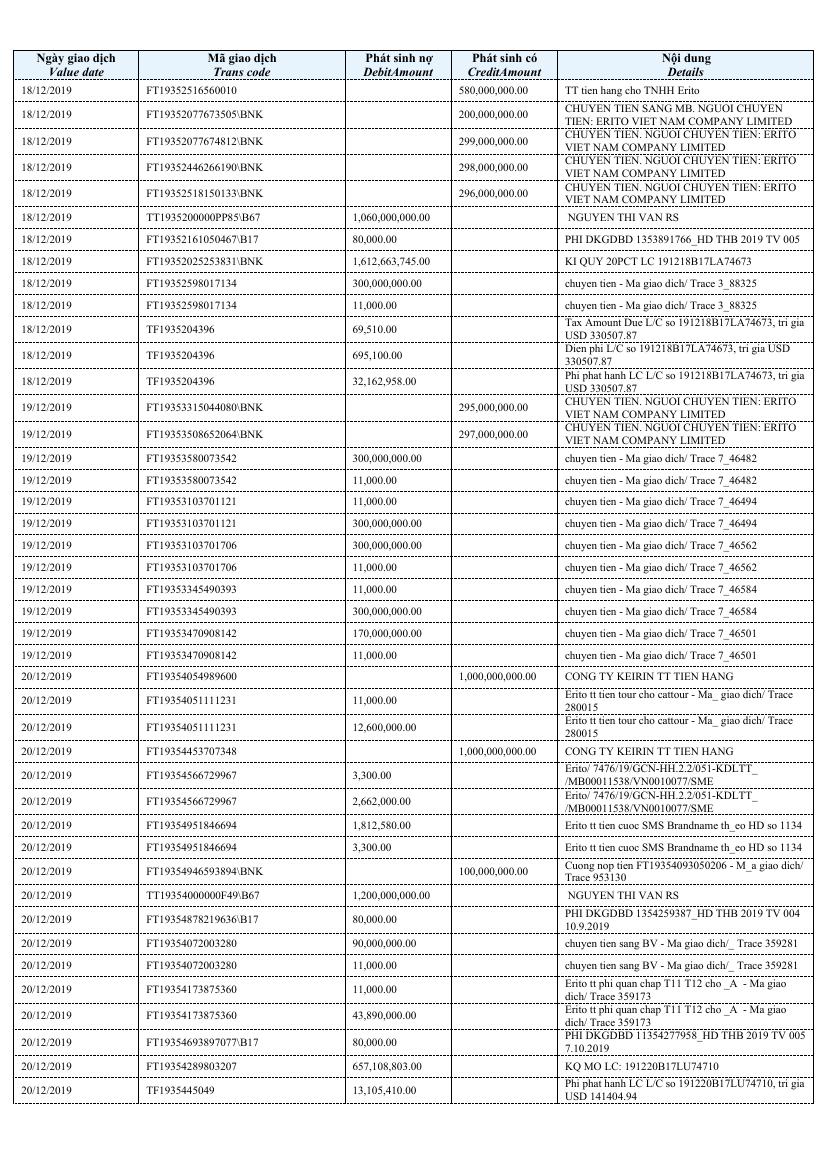 Ngày giao dịch Mã giao dịch Phát sinh nợ Phát sinh có Nội dung
Value date Trans code DebitAmount CreditAmount Details
18/12/2019 FT19352516560010 580,000,000.00 TT tien hang cho TNHH Erito
18/12/2019 FT19352077673505\BNK 200,000,000.00 CHUYEN TIEN SANG MB. NGUOI CHUYEN
TIEN: ERITO VIET NAM COMPANY LIMITED
18/12/2019 FT19352077674812\BNK 299,000,000.00 CHUYEN TIEN. NGUOI CHUYEN TIEN: ERITO
VIET NAM COMPANY LIMITED
18/12/2019 FT19352446266190\BNK 298,000,000.00 CHUYEN TIEN. NGUOI CHUYEN TIEN: ERITO
VIET NAM COMPANY LIMITED
18/12/2019 FT19352518150133\BNK 296,000,000.00 CHUYEN TIEN. NGUOI CHUYEN TIEN: ERITO
VIET NAM COMPANY LIMITED
18/12/2019 TT1935200000PP85\B67 1,060,000,000.00 NGUYEN THI VAN RS
18/12/2019 FT19352161050467\B17 80,000.00 PHI DKGDBD 1353891766_HD THB 2019 TV 005
18/12/2019 FT19352025253831\BNK 1,612,663,745.00 KI QUY 20PCT LC 191218B17LA74673
18/12/2019 FT19352598017134 300,000,000.00 chuyen tien - Ma giao dich/ Trace 3_88325
18/12/2019 FT19352598017134 11,000.00 chuyen tien - Ma giao dich/ Trace 3_88325
18/12/2019 TF1935204396 69,510.00 Tax Amount Due L/C so 191218B17LA74673, tri gia
USD 330507.87
18/12/2019 TF1935204396 695,100.00 Dien phi L/C so 191218B17LA74673, tri gia USD
330507.87
18/12/2019 TF1935204396 32,162,958.00 Phi phat hanh LC L/C so 191218B17LA74673, tri gia
USD 330507.87
19/12/2019 FT19353315044080\BNK 295,000,000.00 CHUYEN TIEN. NGUOI CHUYEN TIEN: ERITO
VIET NAM COMPANY LIMITED
19/12/2019 FT19353508652064\BNK 297,000,000.00 CHUYEN TIEN. NGUOI CHUYEN TIEN: ERITO
VIET NAM COMPANY LIMITED
19/12/2019 FT19353580073542 300,000,000.00 chuyen tien - Ma giao dich/ Trace 7_46482
19/12/2019 FT19353580073542 11,000.00 chuyen tien - Ma giao dich/ Trace 7_46482
19/12/2019 FT19353103701121 11,000.00 chuyen tien - Ma giao dich/ Trace 7_46494
19/12/2019 FT19353103701121 300,000,000.00 chuyen tien - Ma giao dich/ Trace 7_46494
19/12/2019 FT19353103701706 300,000,000.00 chuyen tien - Ma giao dich/ Trace 7_46562
19/12/2019 FT19353103701706 11,000.00 chuyen tien - Ma giao dich/ Trace 7_46562
19/12/2019 FT19353345490393 11,000.00 chuyen tien - Ma giao dich/ Trace 7_46584
19/12/2019 FT19353345490393 300,000,000.00 chuyen tien - Ma giao dich/ Trace 7_46584
19/12/2019 FT19353470908142 170,000,000.00 chuyen tien - Ma giao dich/ Trace 7_46501
19/12/2019 FT19353470908142 11,000.00 chuyen tien - Ma giao dich/ Trace 7_46501
20/12/2019 FT19354054989600 1,000,000,000.00 CONG TY KEIRIN TT TIEN HANG
20/12/2019 FT19354051111231 11,000.00 Erito tt tien tour cho cattour - Ma_ giao dich/ Trace
280015
20/12/2019 FT19354051111231 12,600,000.00 Erito tt tien tour cho cattour - Ma_ giao dich/ Trace
280015
20/12/2019 FT19354453707348 1,000,000,000.00 CONG TY KEIRIN TT TIEN HANG
20/12/2019 FT19354566729967 3,300.00 Erito/ 7476/19/GCN-HH.2.2/051-KDLTT_
/MB00011538/VN0010077/SME
20/12/2019 FT19354566729967 2,662,000.00 Erito/ 7476/19/GCN-HH.2.2/051-KDLTT_
/MB00011538/VN0010077/SME
20/12/2019 FT19354951846694 1,812,580.00 Erito tt tien cuoc SMS Brandname th_eo HD so 1134
20/12/2019 FT19354951846694 3,300.00 Erito tt tien cuoc SMS Brandname th_eo HD so 1134
20/12/2019 FT19354946593894\BNK 100,000,000.00 Cuong nop tien FT19354093050206 - M_a giao dich/
Trace 953130
20/12/2019 TT19354000000F49\B67 1,200,000,000.00 NGUYEN THI VAN RS
20/12/2019 FT19354878219636\B17 80,000.00 PHI DKGDBD 1354259387_HD THB 2019 TV 004
10.9.2019
20/12/2019 FT19354072003280 90,000,000.00 chuyen tien sang BV - Ma giao dich/_ Trace 359281
20/12/2019 FT19354072003280 11,000.00 chuyen tien sang BV - Ma giao dich/_ Trace 359281
20/12/2019 FT19354173875360 11,000.00 Erito tt phi quan chap T11 T12 cho _A - Ma giao
dich/ Trace 359173
20/12/2019 FT19354173875360 43,890,000.00 Erito tt phi quan chap T11 T12 cho _A - Ma giao
dich/ Trace 359173
20/12/2019 FT19354693897077\B17 80,000.00 PHI DKGDBD 11354277958_HD THB 2019 TV 005
7.10.2019
20/12/2019 FT19354289803207 657,108,803.00 KQ MO LC: 191220B17LU74710
20/12/2019 TF1935445049 13,105,410.00 Phi phat hanh LC L/C so 191220B17LU74710, tri gia
USD 141404.94